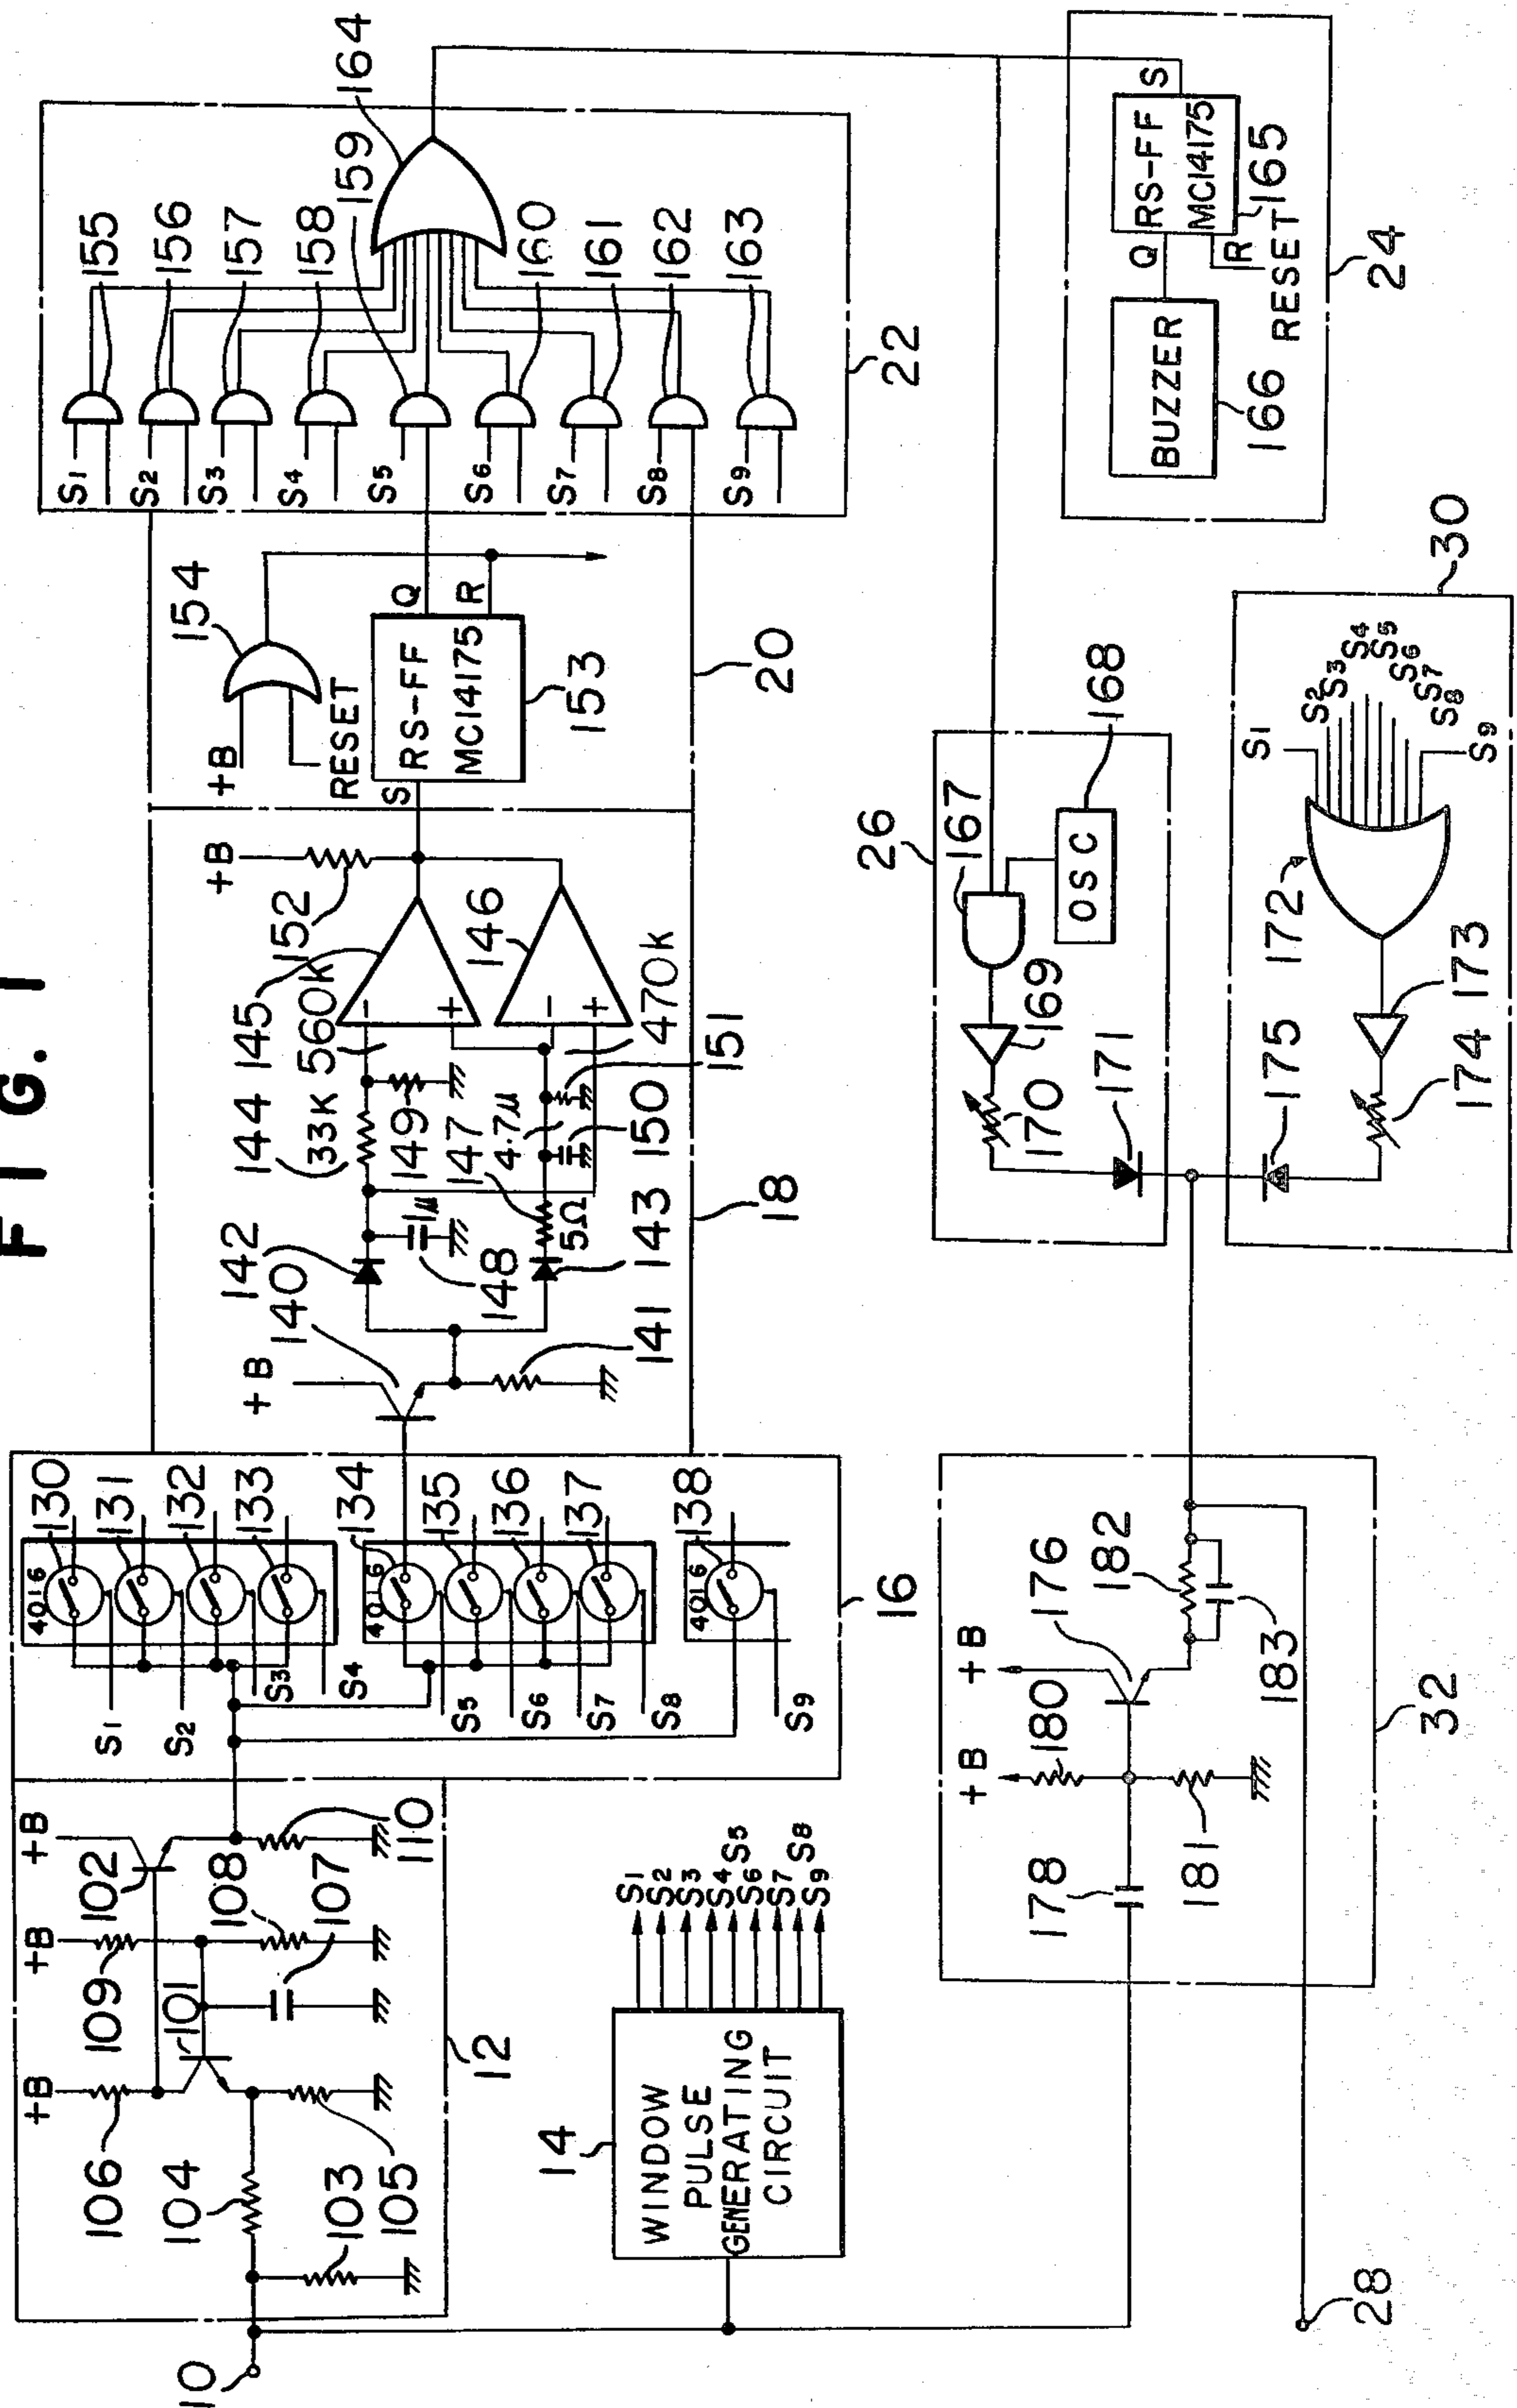 FIG. 1
10
+B
106
104
103
105
+B
109
101
+B
102
108
107
110
12
S1
S2
S3
S4
S5
S6
S7
S8
S9
4016
130
131
132
133
4016
134
135
136
137
4016
138
16
+B
140
141
142
143
144
33K
145
560K
1μ
148
149
147
5Ω
4.7μ
150
151
470K
146
152
+B
18
S
RS-FF
MC14175
Q
R
153
+B
RESET
154
20
S1
S2
S3
S4
S5
S6
S7
S8
S9
155
156
157
158
159
160
161
162
163
164
22
14
WINDOW
PULSE
GENERATING
CIRCUIT
S1
S2
S3
S4
S5
S6
S7
S8
S9
178
+B
180
181
+B
176
182
183
32
28
26
167
OSC
168
169
170
171
30
172
S1
S2
S3
S4
S5
S6
S7
S8
S9
173
174
175
BUZZER
166
Q
RS-FF
MC14175
S
R
RESET
165
24